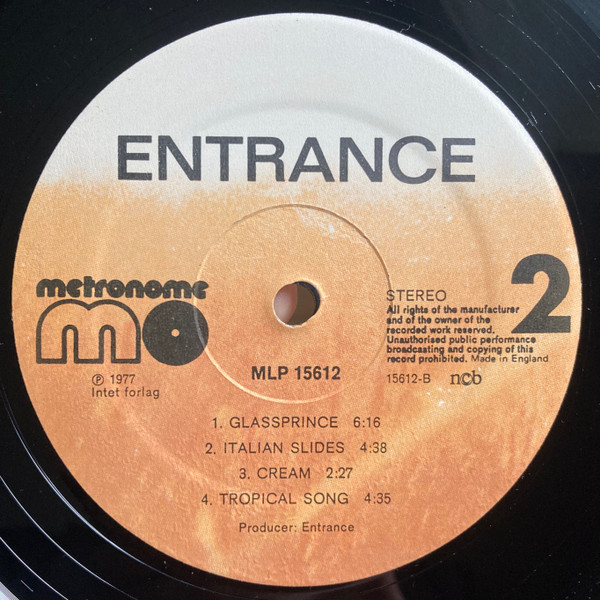 ENTRANCE
metronome
mo
℗ 1977
Intet forlag
MLP 15612
STEREO
2
All rights of the manufacturer
and of the owner of the
recorded work reserved.
Unauthorised public performance
broadcasting and copying of this
record prohibited. Made in England
15612-B ncb
1. GLASSPRINCE 6:16
2. ITALIAN SLIDES 4:38
3. CREAM 2:27
4. TROPICAL SONG 4:35
Producer: Entrance